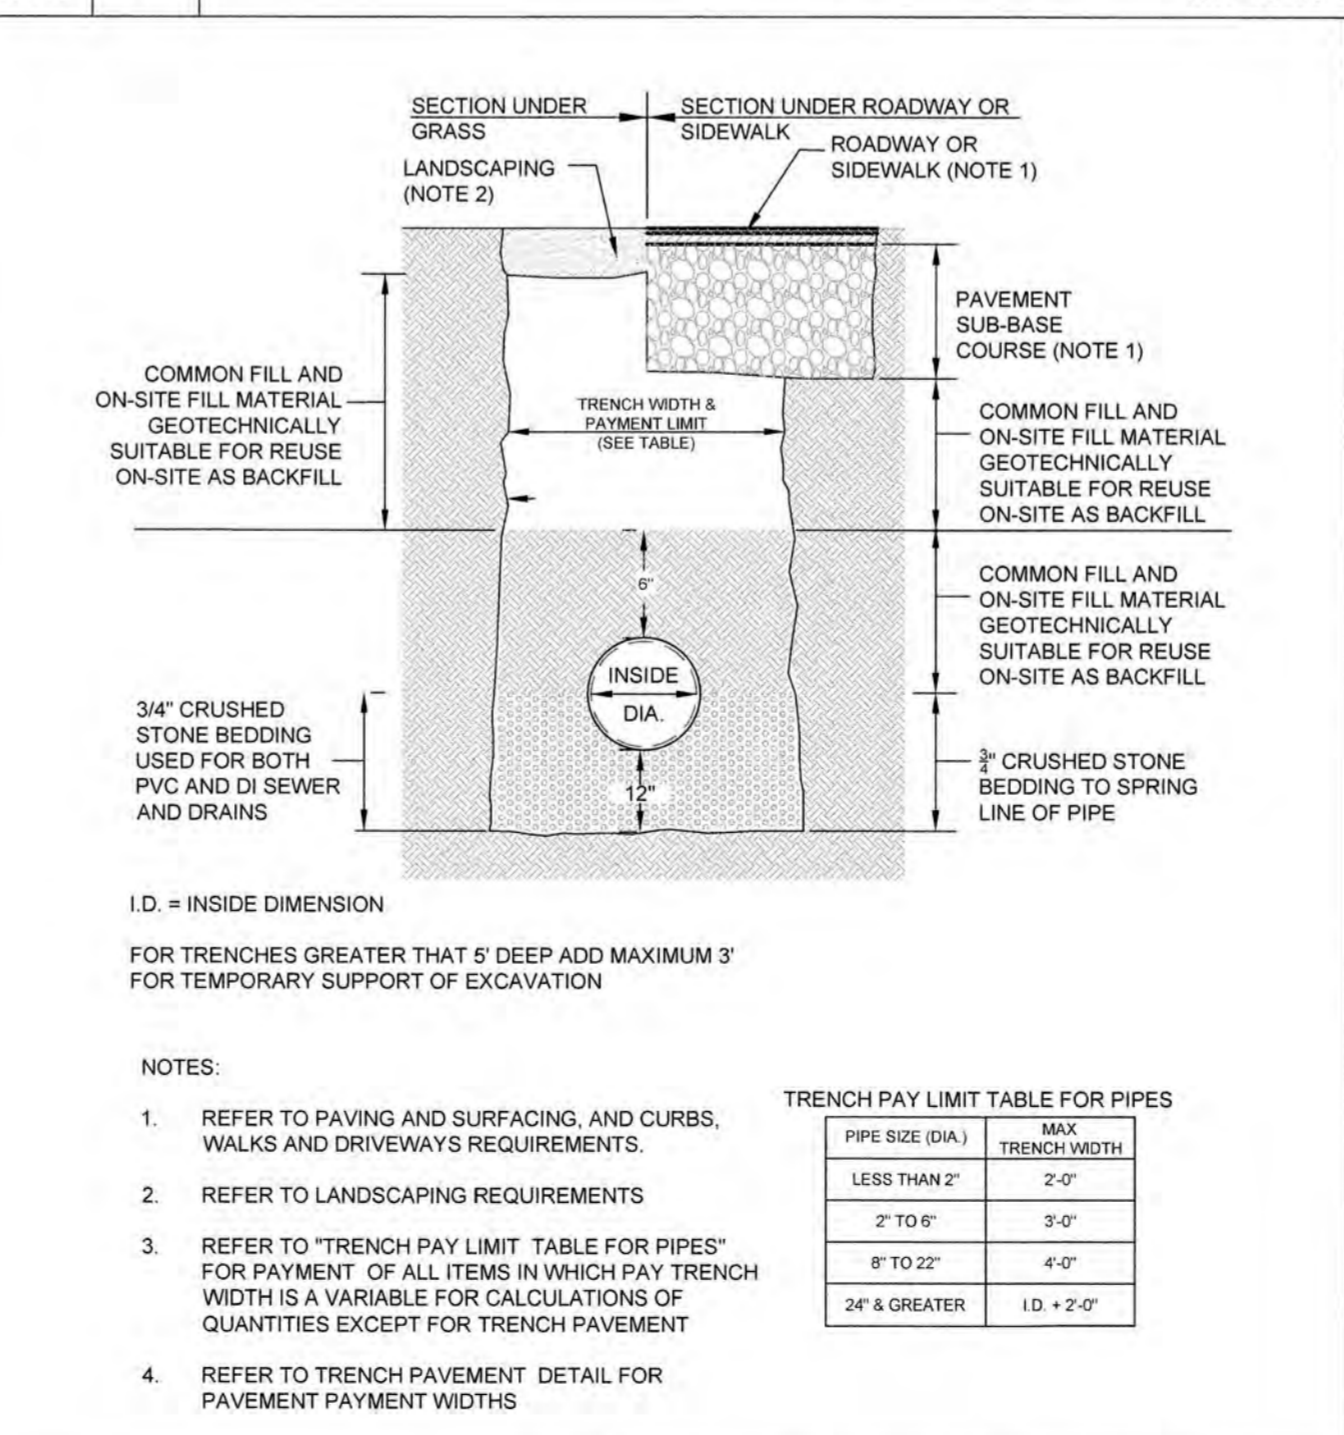 SECTION UNDER
GRASS
SECTION UNDER ROADWAY OR
SIDEWALK
ROADWAY OR
SIDEWALK (NOTE 1)
LANDSCAPING
(NOTE 2)
PAVEMENT
SUB-BASE
COURSE (NOTE 1)
COMMON FILL AND
ON-SITE FILL MATERIAL
GEOTECHNICALLY
SUITABLE FOR REUSE
ON-SITE AS BACKFILL
TRENCH WIDTH &
PAYMENT LIMIT
(SEE TABLE)
COMMON FILL AND
ON-SITE FILL MATERIAL
GEOTECHNICALLY
SUITABLE FOR REUSE
ON-SITE AS BACKFILL
6"
COMMON FILL AND
ON-SITE FILL MATERIAL
GEOTECHNICALLY
SUITABLE FOR REUSE
ON-SITE AS BACKFILL
INSIDE
DIA.
3/4" CRUSHED
STONE BEDDING
USED FOR BOTH
PVC AND DI SEWER
AND DRAINS
12"
3/4" CRUSHED STONE
BEDDING TO SPRING
LINE OF PIPE
I.D. = INSIDE DIMENSION
FOR TRENCHES GREATER THAT 5' DEEP ADD MAXIMUM 3'
FOR TEMPORARY SUPPORT OF EXCAVATION
NOTES:
1. REFER TO PAVING AND SURFACING, AND CURBS,
WALKS AND DRIVEWAYS REQUIREMENTS.
2. REFER TO LANDSCAPING REQUIREMENTS
3. REFER TO "TRENCH PAY LIMIT TABLE FOR PIPES"
FOR PAYMENT OF ALL ITEMS IN WHICH PAY TRENCH
WIDTH IS A VARIABLE FOR CALCULATIONS OF
QUANTITIES EXCEPT FOR TRENCH PAVEMENT
4. REFER TO TRENCH PAVEMENT DETAIL FOR
PAVEMENT PAYMENT WIDTHS
TRENCH PAY LIMIT TABLE FOR PIPES
PIPE SIZE (DIA.) MAX
TRENCH WIDTH
LESS THAN 2" 2'-0"
2" TO 6" 3'-0"
8" TO 22" 4'-0"
24" & GREATER I.D. + 2'-0"